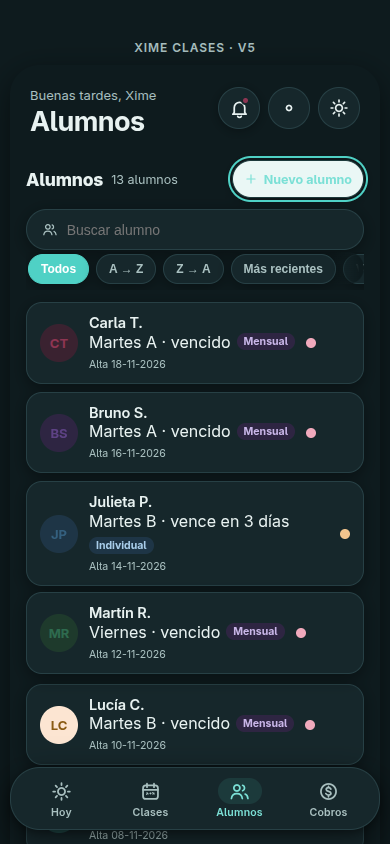 XIME CLASES · V5
Buenas tardes, Xime
Alumnos
Alumnos 13 alumnos
+ Nuevo alumno
Buscar alumno
Todos A → Z Z → A Más recientes
CT
Carla T.
Martes A · vencido Mensual
Alta 18-11-2026
BS
Bruno S.
Martes A · vencido Mensual
Alta 16-11-2026
JP
Julieta P.
Martes B · vence en 3 días
Individual
Alta 14-11-2026
MR
Martín R.
Viernes · vencido Mensual
Alta 12-11-2026
LC
Lucía C.
Martes B · vencido Mensual
Alta 10-11-2026
Hoy Clases Alumnos Cobros
Alta 08-11-2026